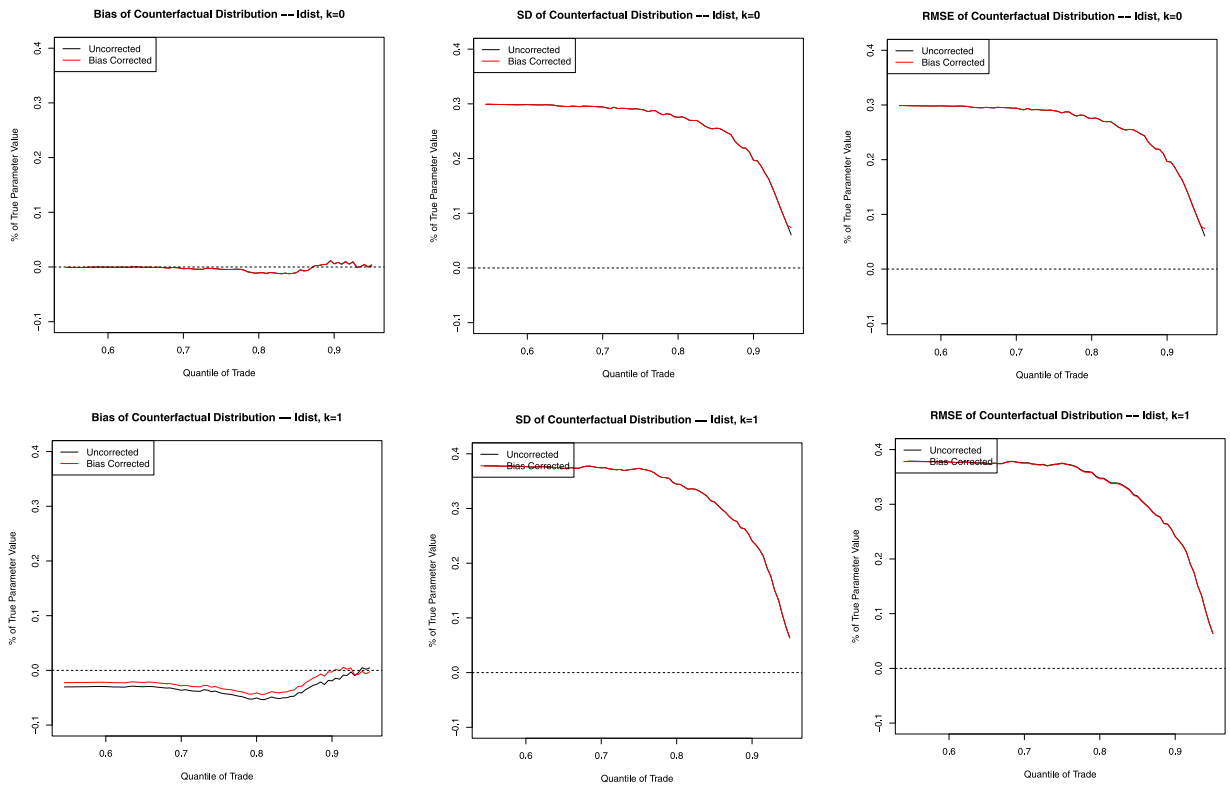 Bias of Counterfactual Distribution −− ldist, k=0
Uncorrected
Bias Corrected
% of True Parameter Value
0.4
0.3
0.2
0.1
0.0
−0.1
0.6 0.7 0.8 0.9
Quantile of Trade
SD of Counterfactual Distribution −− ldist, k=0
Uncorrected
Bias Corrected
% of True Parameter Value
0.4
0.3
0.2
0.1
0.0
−0.1
0.6 0.7 0.8 0.9
Quantile of Trade
RMSE of Counterfactual Distribution −− ldist, k=0
Uncorrected
Bias Corrected
% of True Parameter Value
0.4
0.3
0.2
0.1
0.0
−0.1
0.6 0.7 0.8 0.9
Quantile of Trade
Bias of Counterfactual Distribution −− ldist, k=1
Uncorrected
Bias Corrected
% of True Parameter Value
0.4
0.3
0.2
0.1
0.0
−0.1
0.6 0.7 0.8 0.9
Quantile of Trade
SD of Counterfactual Distribution −− ldist, k=1
Uncorrected
Bias Corrected
% of True Parameter Value
0.4
0.3
0.2
0.1
0.0
−0.1
0.6 0.7 0.8 0.9
Quantile of Trade
RMSE of Counterfactual Distribution −− ldist, k=1
Uncorrected
Bias Corrected
% of True Parameter Value
0.4
0.3
0.2
0.1
0.0
−0.1
0.6 0.7 0.8 0.9
Quantile of Trade